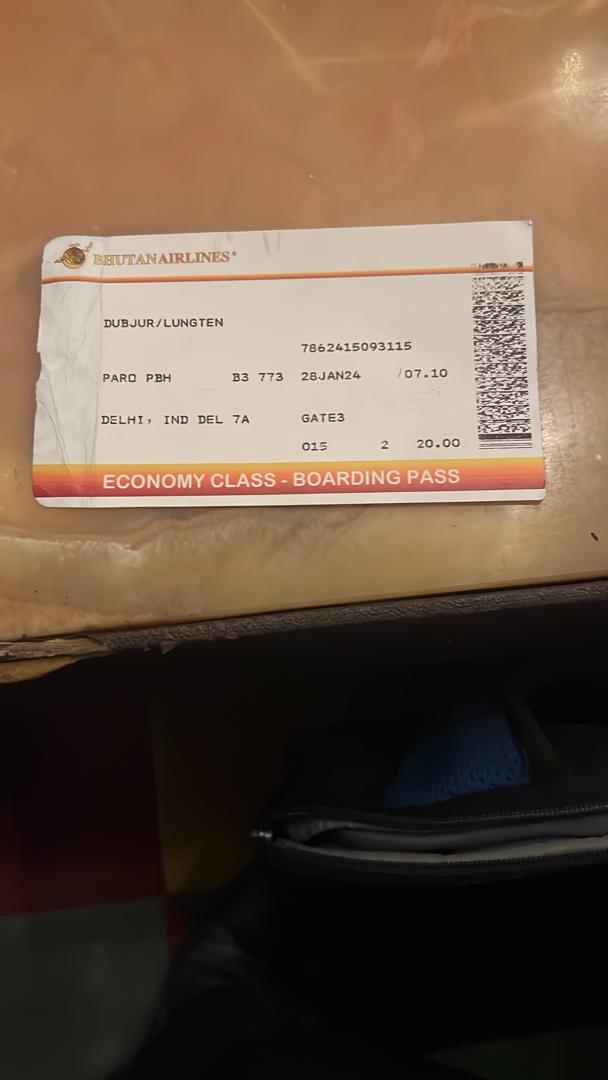 BHUTANAIRLINES
DUBJUR/LUNGTEN
7862415093115
PARO PBH B3 773 28JAN24 /07.10
DELHI, IND DEL 7A GATE3
015 2 20.00
ECONOMY CLASS - BOARDING PASS